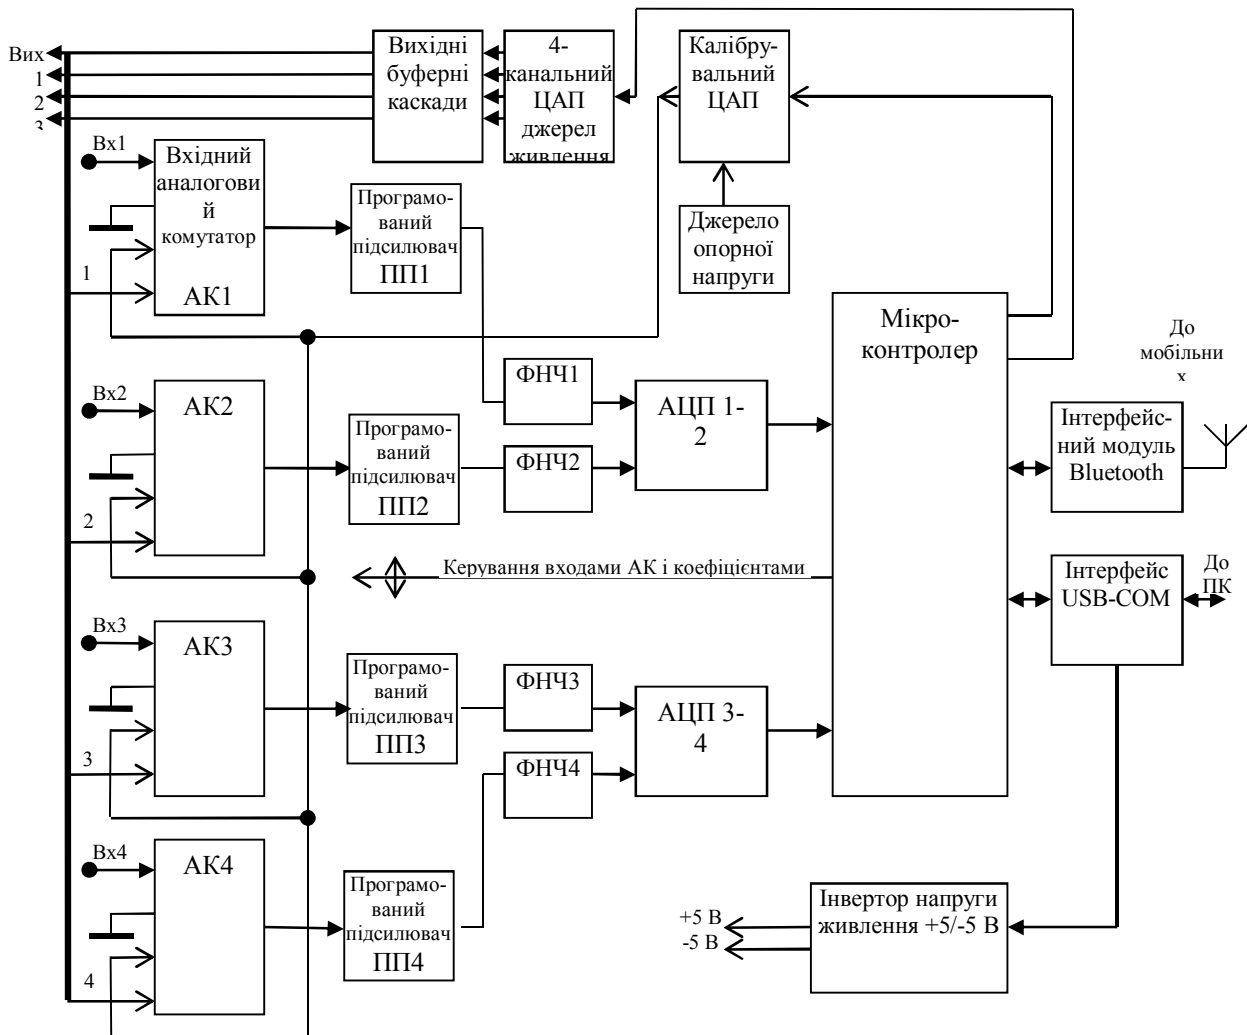 Вих
1
2
3
Вихідні
буферні
каскади
4-
канальний
ЦАП
джерел
живлення
Калібру-
вальний
ЦАП
Вх1
Вхідний
аналогови
й
комутатор
АК1
1
Програмо-
ований
підсилювач
ПП1
Джерело
опорної
напруги
Мікро-
контролер
До
мобільни
х
Вх2
АК2
2
Програмо-
ований
підсилювач
ПП2
ФНЧ1
ФНЧ2
АЦП 1-
2
Інтерфейс-
ний модуль
Bluetooth
Керування входами АК і коефіцієнтами
Інтерфейс
USB-COM
До
ПК
Вх3
АК3
3
Програмо-
ований
підсилювач
ПП3
ФНЧ3
ФНЧ4
АЦП 3-
4
Вх4
АК4
4
Програмо-
ований
підсилювач
ПП4
+5 В
-5 В
Інвертор напруги
живлення +5/-5 В